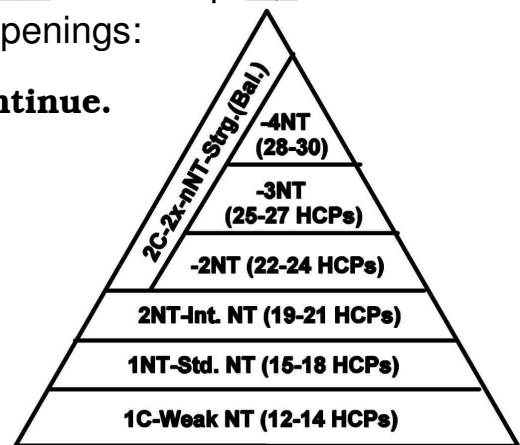 penings:
ntinue.
2C-2x-nNT-Strg.(Bal.)
-4NT
(28-30)
-3NT
(25-27 HCPs)
-2NT (22-24 HCPs)
2NT-Int. NT (19-21 HCPs)
1NT-Std. NT (15-18 HCPs)
1C-Weak NT (12-14 HCPs)